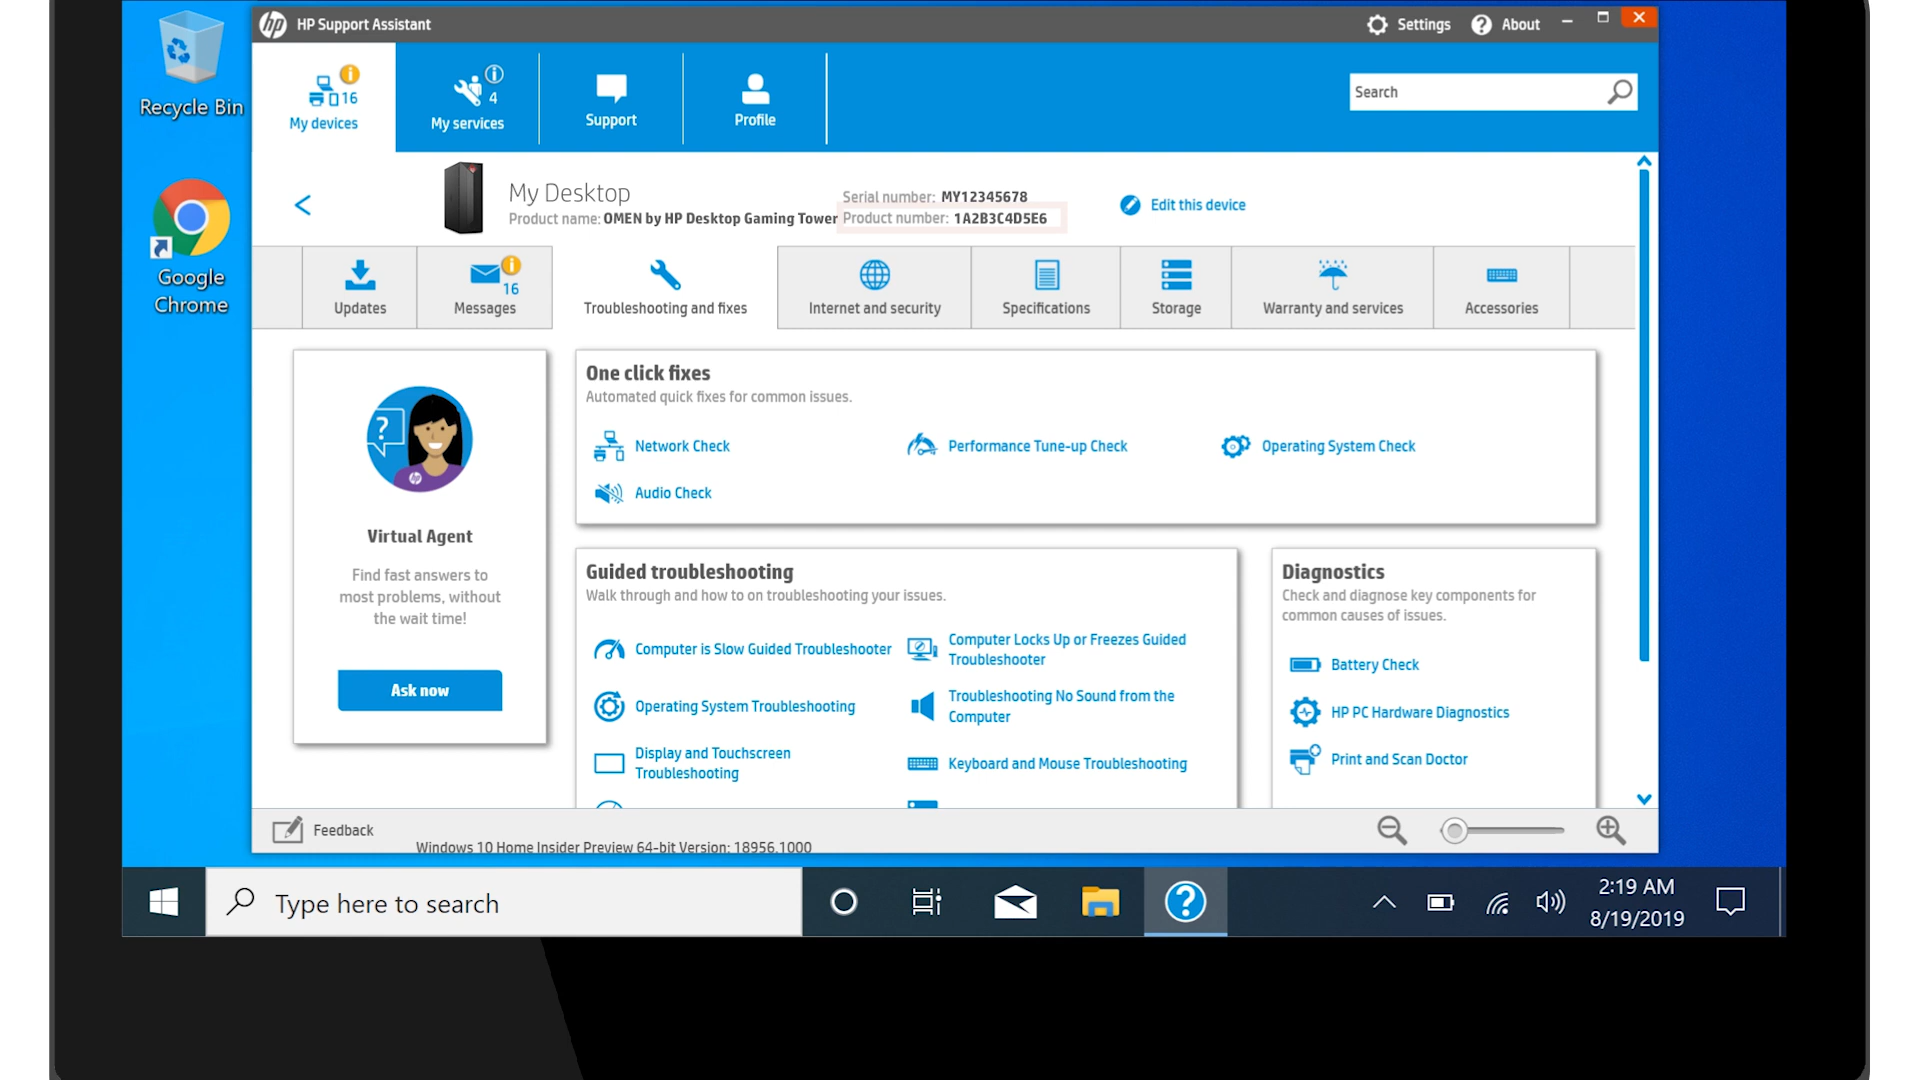 Recycle Bin
Google
Chrome
hp HP Support Assistant
Settings
? About
16
My devices
4
My services
Support
Profile
Search
My Desktop
Product name: OMEN by HP Desktop Gaming Tower
Serial number: MY12345678
Product number: 1A2B3C4D5E6
Edit this device
Updates
16
Messages
Troubleshooting and fixes
Internet and security
Specifications
Storage
Warranty and services
Accessories
?
hp
Virtual Agent
Find fast answers to
most problems, without
the wait time!
Ask now
One click fixes
Automated quick fixes for common issues.
Network Check
Performance Tune-up Check
Operating System Check
Audio Check
Guided troubleshooting
Walk through and how to on troubleshooting your issues.
Computer is Slow Guided Troubleshooter
Computer Locks Up or Freezes Guided
Troubleshooter
Operating System Troubleshooting
Troubleshooting No Sound from the
Computer
Display and Touchscreen
Troubleshooting
Keyboard and Mouse Troubleshooting
Diagnostics
Check and diagnose key components for
common causes of issues.
Battery Check
HP PC Hardware Diagnostics
Print and Scan Doctor
Feedback
Windows 10 Home Insider Preview 64-bit Version: 18956.1000
Type here to search
?
2:19 AM
8/19/2019